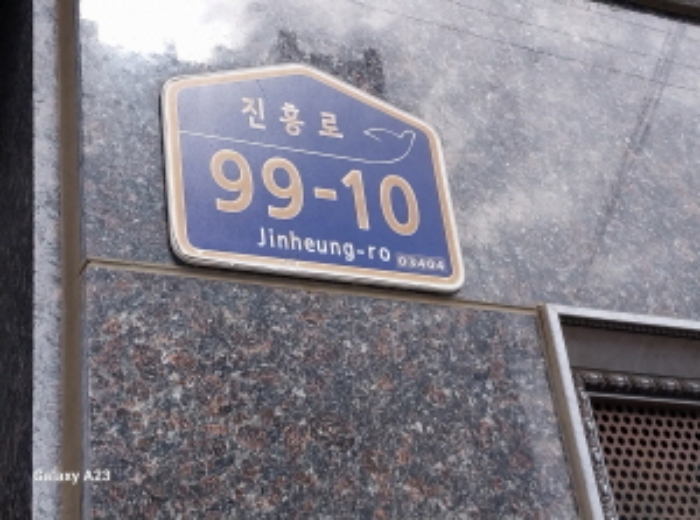 진흥로
99-10
Jinheung-ro 03404
Galaxy A23